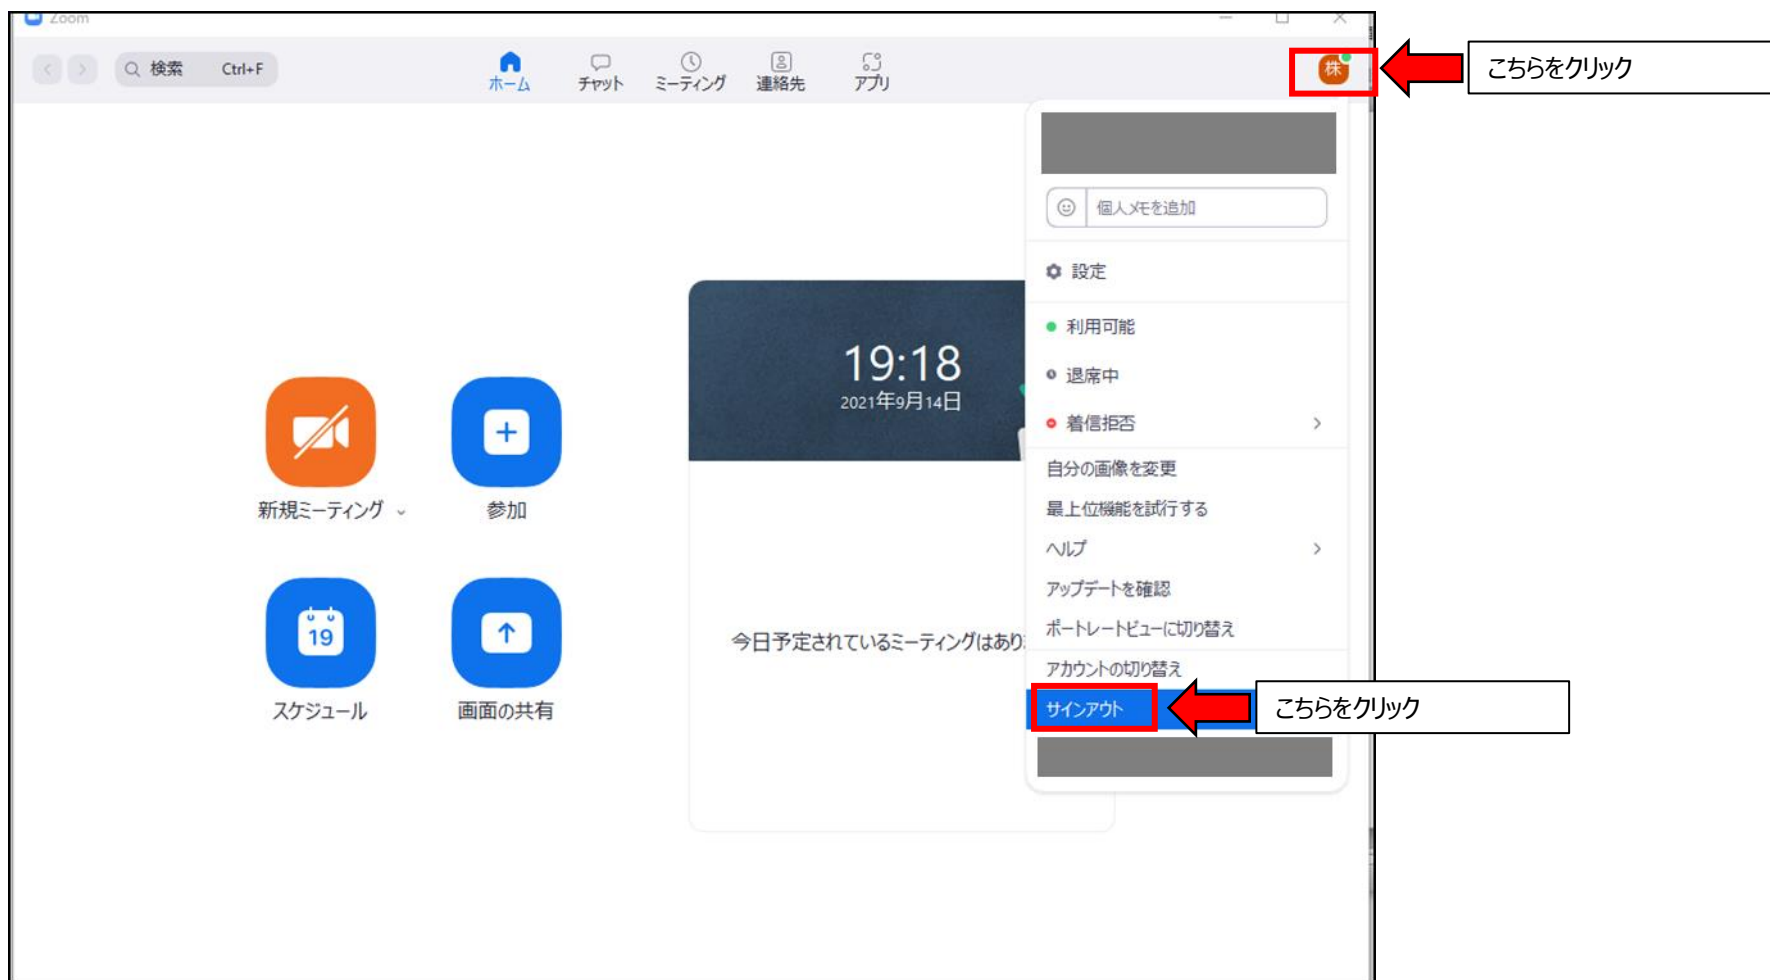 Zoom
検索 Ctrl+F
ホーム
チャット
ミーティング
連絡先
アプリ
株
こちらをクリック
個人メモを追加
設定
利用可能
退席中
着信拒否
自分の画像を変更
最上位機能を試行する
ヘルプ
アップデートを確認
ポートレートビューに切り替え
アカウントの切り替え
サインアウト
こちらをクリック
19:18
2021年9月14日
今日予定されているミーティングはあり
新規ミーティング
参加
19
スケジュール
画面の共有